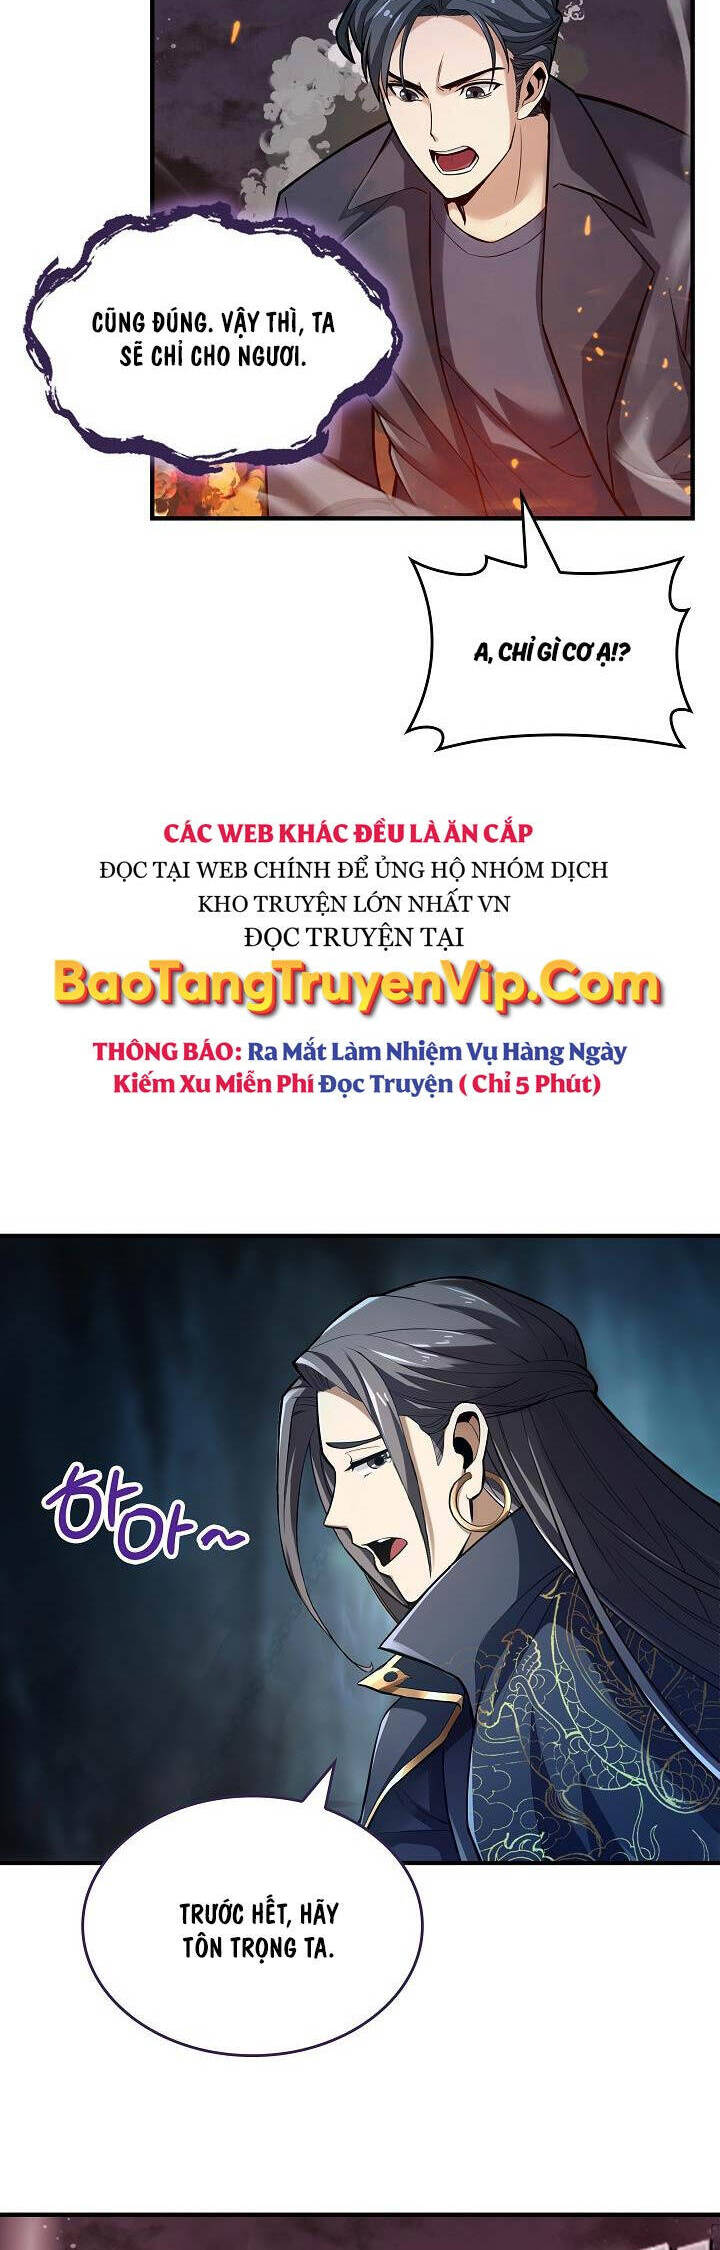 CŨNG ĐÚNG. VẬY THÌ, TA
SẼ CHỈ CHO NGƯƠI.
A, CHỈ GÌ CƠ Ạ!?
CÁC WEB KHÁC ĐỀU LÀ ĂN CẮP
ĐỌC TẠI WEB CHÍNH ĐỂ ỦNG HỘ NHÓM DỊCH
KHO TRUYỆN LỚN NHẤT VN
ĐỌC TRUYỆN TẠI
BaoTangTruyenVip.Com
THÔNG BÁO: Ra Mắt Làm Nhiệm Vụ Hàng Ngày
Kiếm Xu Miễn Phí Đọc Truyện ( Chỉ 5 Phút)
하아~
TRƯỚC HẾT, HÃY
TÔN TRỌNG TA.